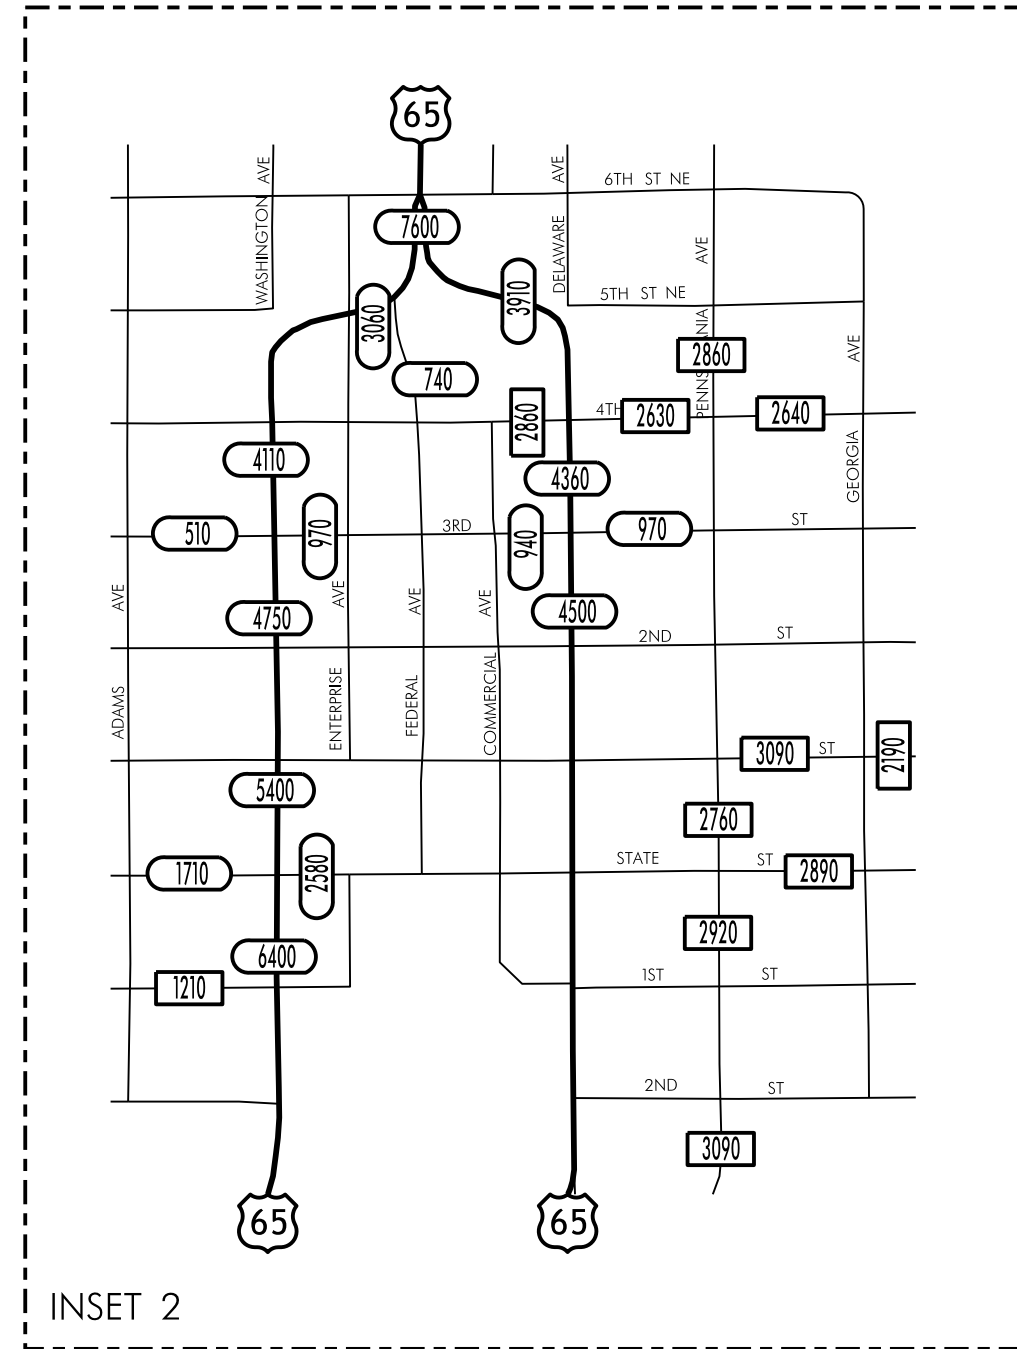 65
AVE
AVE
6TH ST NE
WASHINGTON
7600
DELAWARE
AVE
3910
5TH ST NE
3060
2860
AVE
740
2860
4TH
2630
2640
4110
GEORGIA
4360
510
970
3RD
940
970
ST
AVE
AVE
AVE
AVE
4750
4500
2ND
ST
ADAMS
ENTERPRISE
FEDERAL
COMMERCIAL
3090
ST
2190
5400
2760
1710
2580
STATE
ST
2890
2920
6400
1210
1ST
ST
2ND
ST
3090
65
65
INSET 2